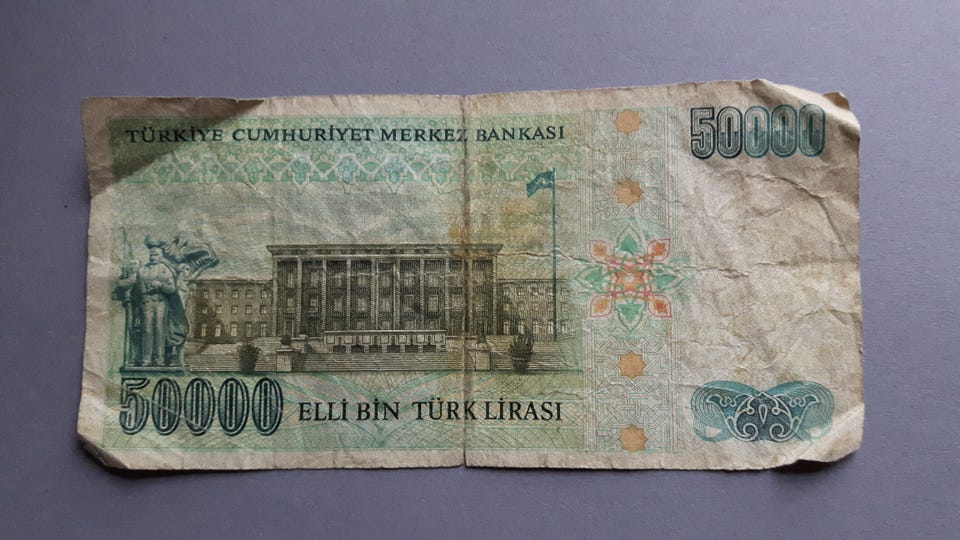 TÜRKİYE CUMHURİYET MERKEZ BANKASI
50000
50000
ELLİ BİN TÜRK LİRASI